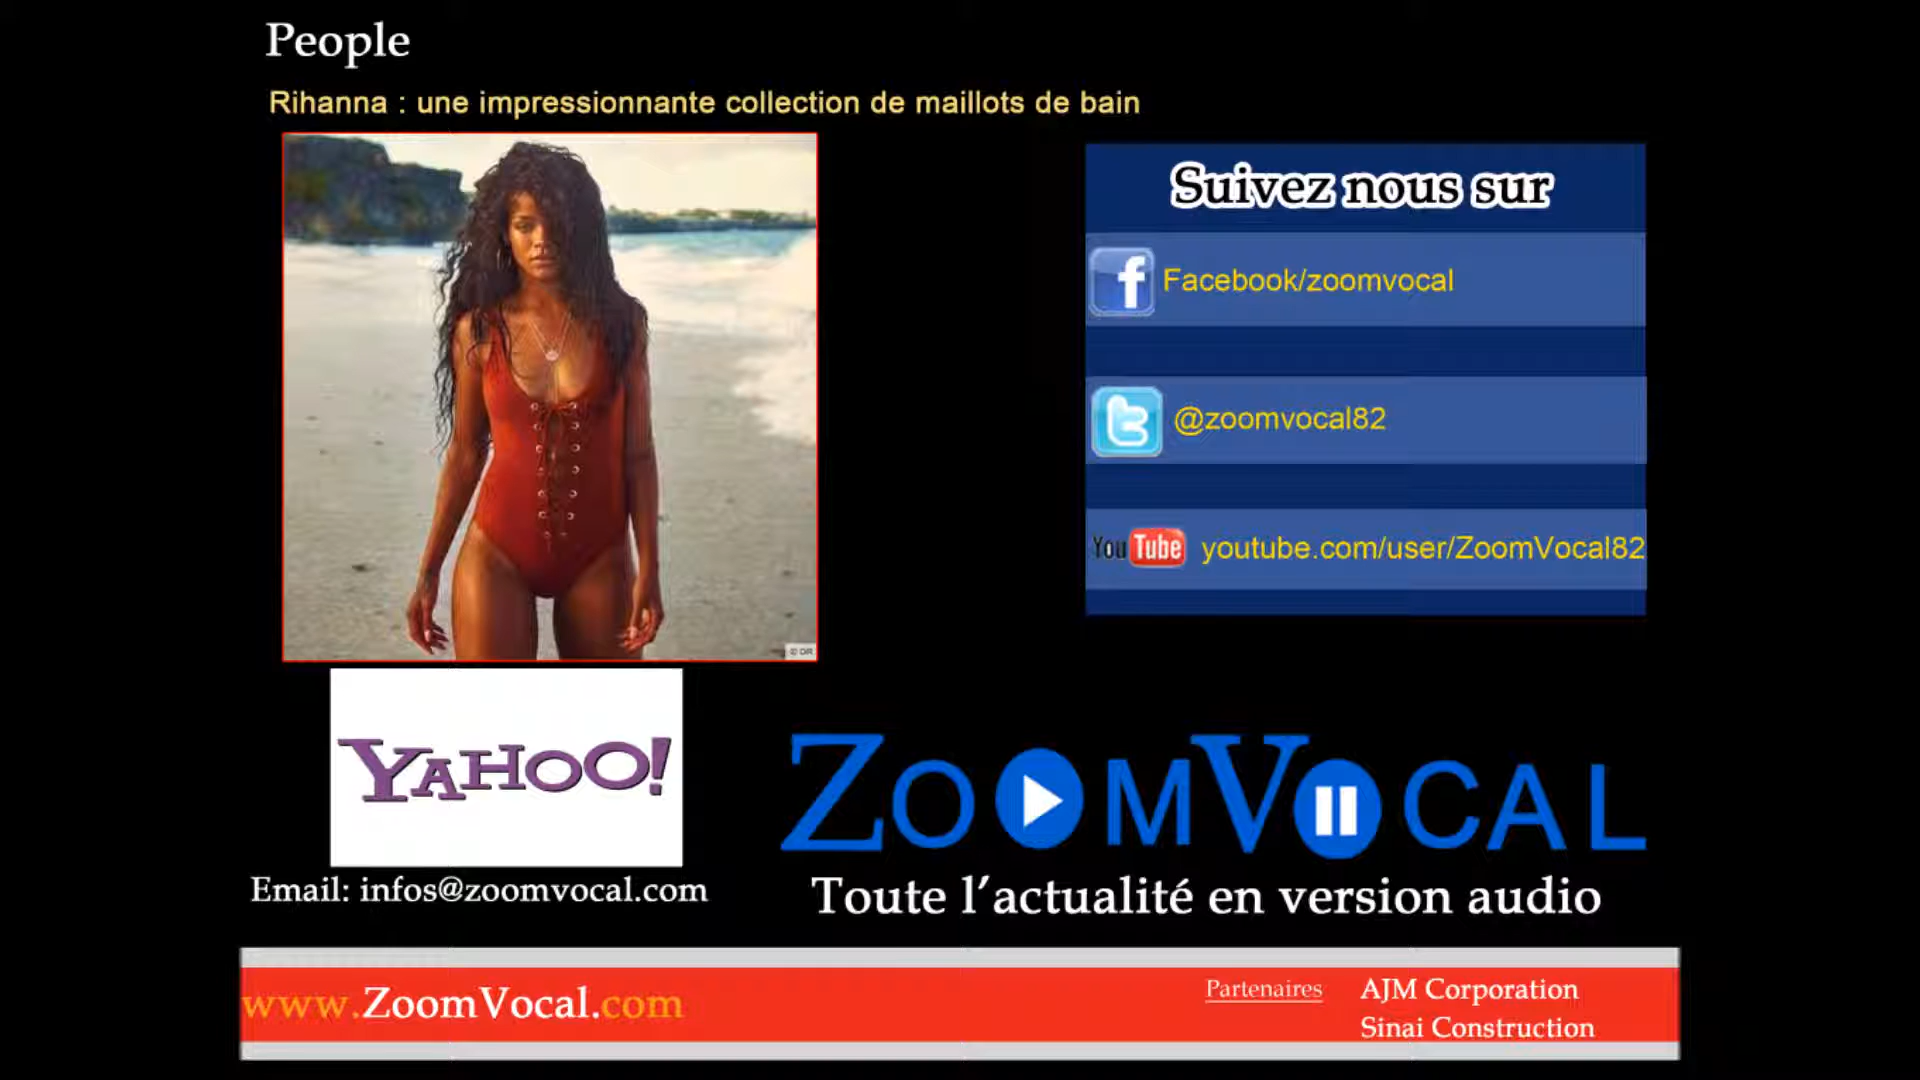 People
Rihanna : une impressionnante collection de maillots de bain
© DR
Suivez nous sur
f Facebook/zoomvocal
t @zoomvocal82
YouTube youtube.com/user/ZoomVocal82
YAHOO!
Email: infos@zoomvocal.com
ZOOMVOCAL
Toute l’actualité en version audio
www.ZoomVocal.com
Partenaires AJM Corporation
Sinai Construction